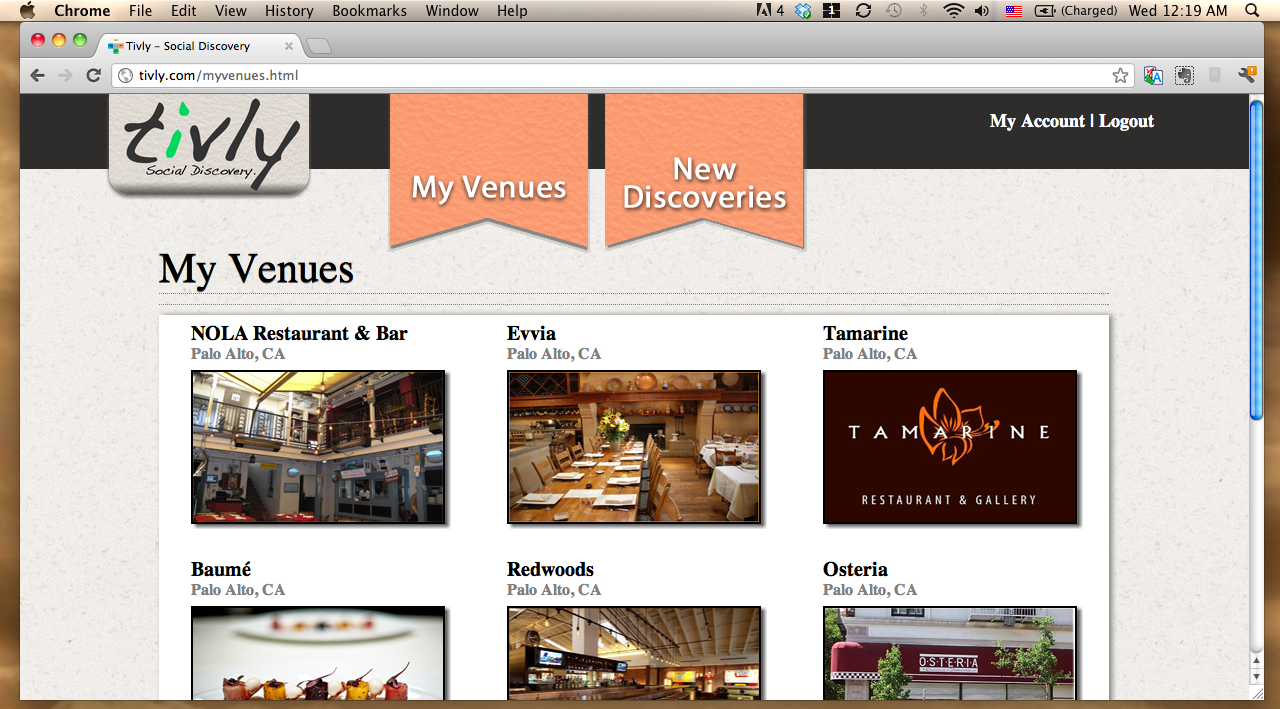 Chrome File Edit View History Bookmarks Window Help 4 1 (Charged) Wed 12:19 AM
Tivly – Social Discovery
tivly.com/myvenues.html
tivly
Social Discovery.
My Venues
New
Discoveries
My Account | Logout
My Venues
NOLA Restaurant & Bar
Palo Alto, CA
Evvia
Palo Alto, CA
Tamarine
Palo Alto, CA
TAMARINE
RESTAURANT & GALLERY
Baumé
Palo Alto, CA
Redwoods
Palo Alto, CA
Osteria
Palo Alto, CA
OSTERIA